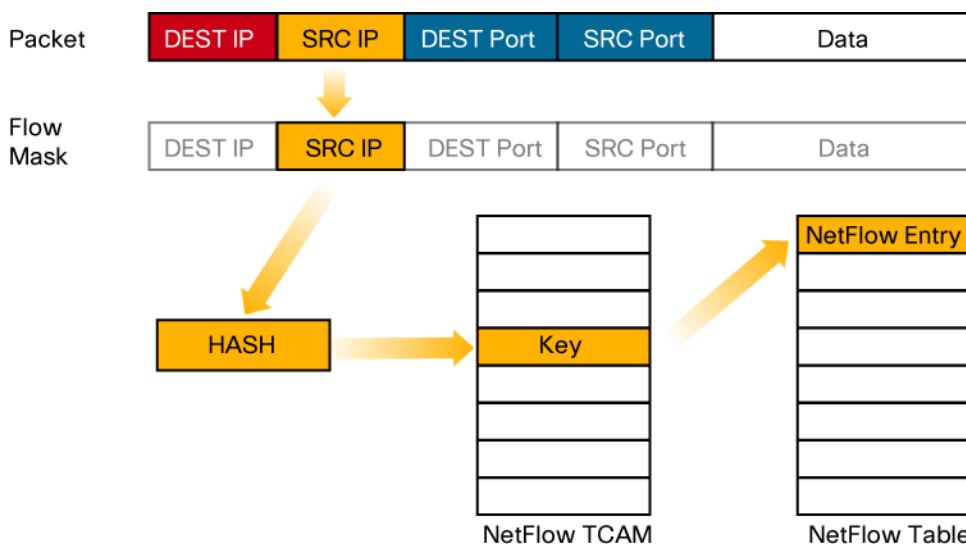 Packet DEST IP SRC IP DEST Port SRC Port Data
Flow
Mask
DEST IP SRC IP DEST Port SRC Port Data
NetFlow Entry
HASH Key
NetFlow TCAM NetFlow Table